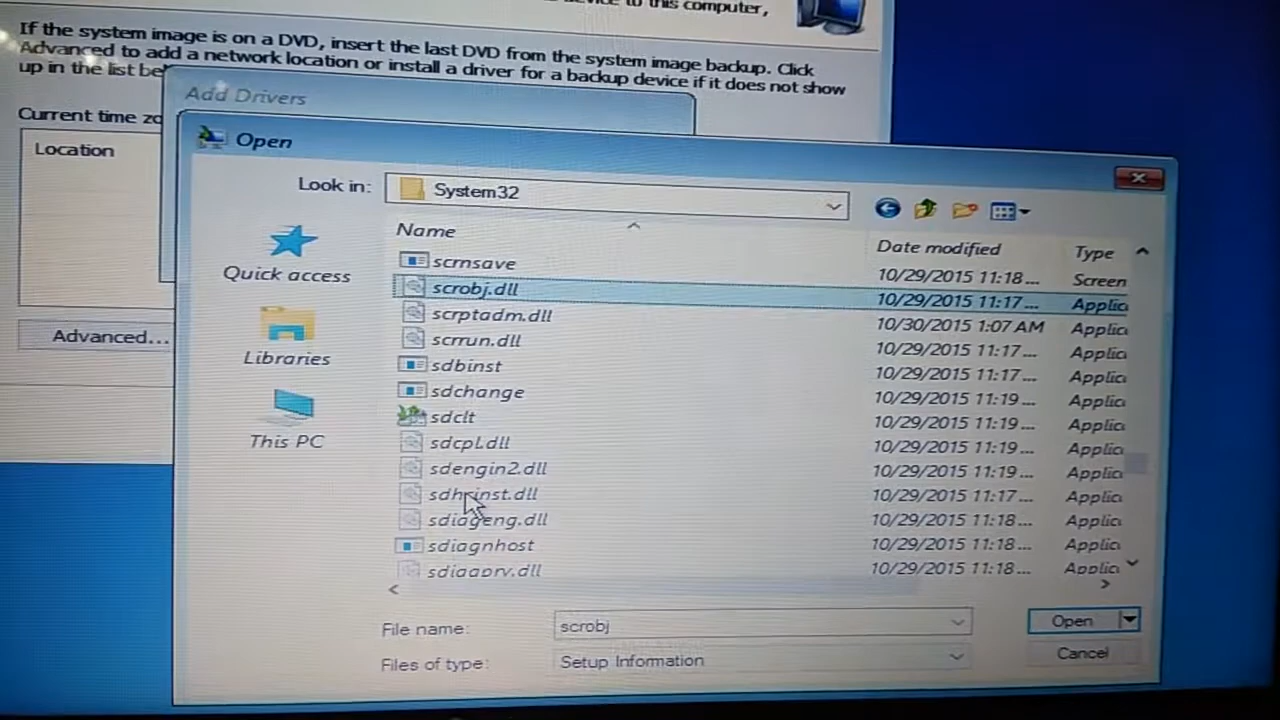 to this computer,
If the system image is on a DVD, insert the last DVD from the system image backup. Click
Advanced to add a network location or install a driver for a backup device if it does not show
up in the list
Current time
Location
Advanced...
Add Drivers
Open
Look in: System32
Quick access
Libraries
This PC
Name Date modified Type
scrnsave 10/29/2015 11:18... Screen
scrobj.dll 10/29/2015 11:17... Applic
scrptadm.dll 10/30/2015 1:07 AM Applic
scrrun.dll 10/29/2015 11:17... Applic
sdbinst 10/29/2015 11:17... Applic
sdchange 10/29/2015 11:19... Applic
sdclt 10/29/2015 11:19... Applic
sdcpl.dll 10/29/2015 11:19... Applic
sdengin2.dll 10/29/2015 11:19... Applic
sdhcinst.dll 10/29/2015 11:17... Applic
sdiageng.dll 10/29/2015 11:18... Applic
sdiagnhost 10/29/2015 11:18... Applic
sdiagprv.dll 10/29/2015 11:18... Applic
File name: scrobj Open
Files of type: Setup Information Cancel